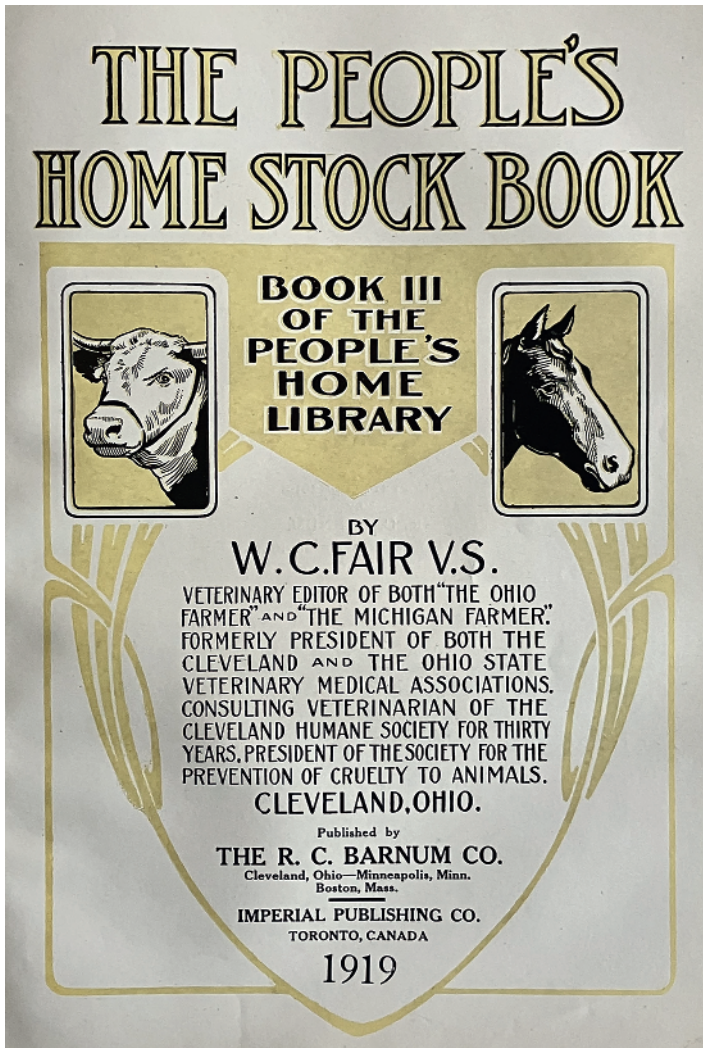 THE PEOPLE'S
HOME STOCK BOOK
BOOK III
OF THE
PEOPLE'S
HOME
LIBRARY
BY
W.C.FAIR V.S.
VETERINARY EDITOR OF BOTH "THE OHIO
FARMER" AND "THE MICHIGAN FARMER."
FORMERLY PRESIDENT OF BOTH THE
CLEVELAND AND THE OHIO STATE
VETERINARY MEDICAL ASSOCIATIONS.
CONSULTING VETERINARIAN OF THE
CLEVELAND HUMANE SOCIETY FOR THIRTY
YEARS, PRESIDENT OF THE SOCIETY FOR THE
PREVENTION OF CRUELTY TO ANIMALS.
CLEVELAND, OHIO.
Published by
THE R. C. BARNUM CO.
Cleveland, Ohio—Minneapolis, Minn.
Boston, Mass.
IMPERIAL PUBLISHING CO.
TORONTO, CANADA
1919